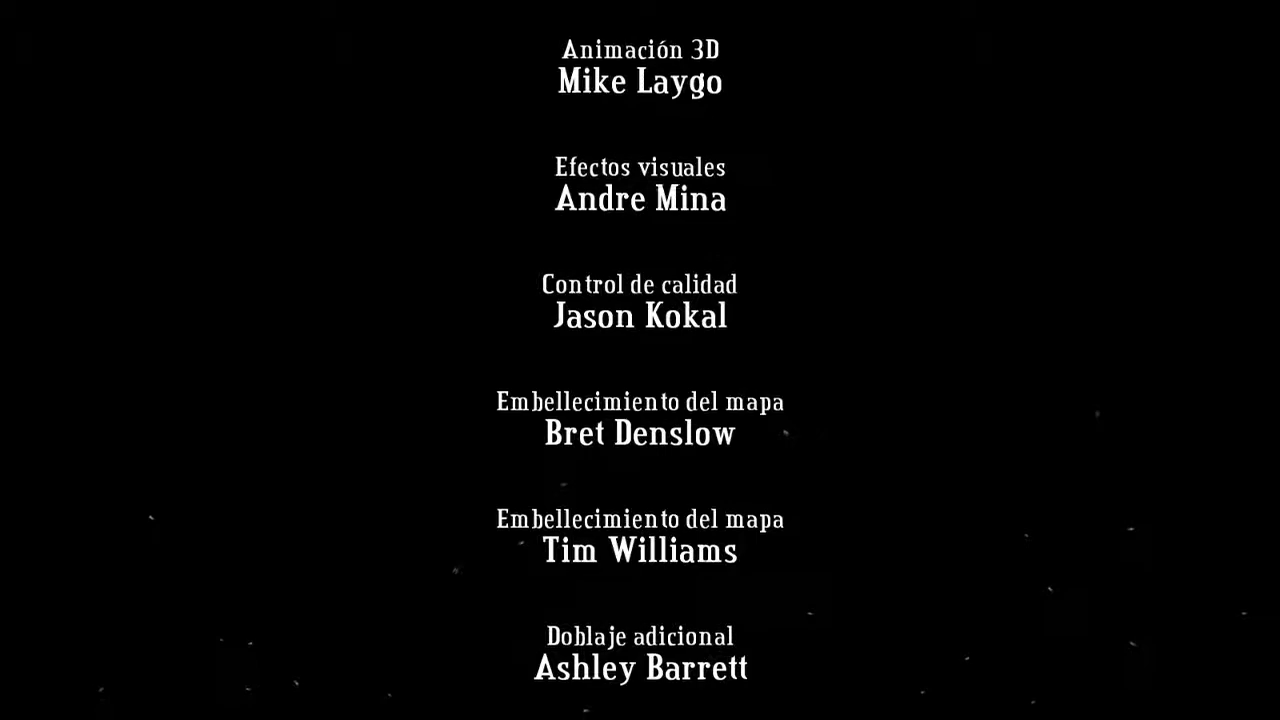 Animación 3D
Mike Laygo
Efectos visuales
Andre Mina
Control de calidad
Jason Kokal
Embellecimiento del mapa
Bret Denslow
Embellecimiento del mapa
Tim Williams
Doblaje adicional
Ashley Barrett